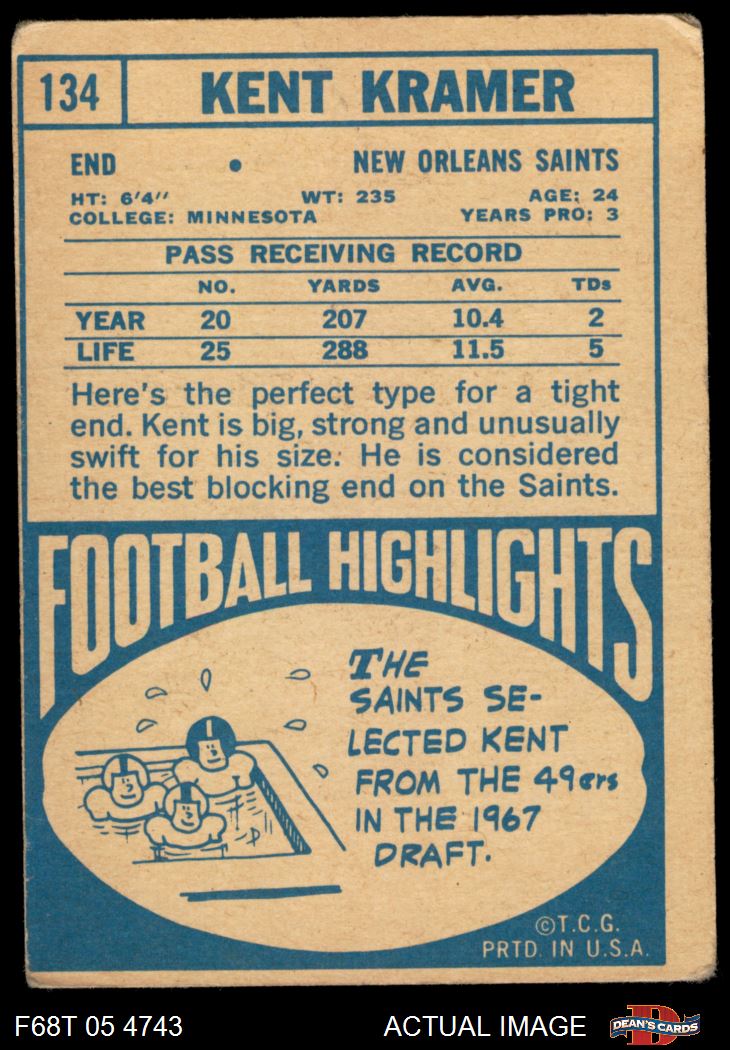 134 KENT KRAMER
END • NEW ORLEANS SAINTS
HT: 6'4" WT: 235 AGE: 24
COLLEGE: MINNESOTA YEARS PRO: 3
PASS RECEIVING RECORD
NO. YARDS AVG. TDs
YEAR 20 207 10.4 2
LIFE 25 288 11.5 5
Here's the perfect type for a tight
end. Kent is big, strong and unusually
swift for his size. He is considered
the best blocking end on the Saints.
FOOTBALL HIGHLIGHTS
THE
SAINTS SE-
LECTED KENT
FROM THE 49ers
IN THE 1967
DRAFT.
©T.C.G.
PRTD. IN U.S.A.
F68T 05 4743 ACTUAL IMAGE DEAN'S CARDS